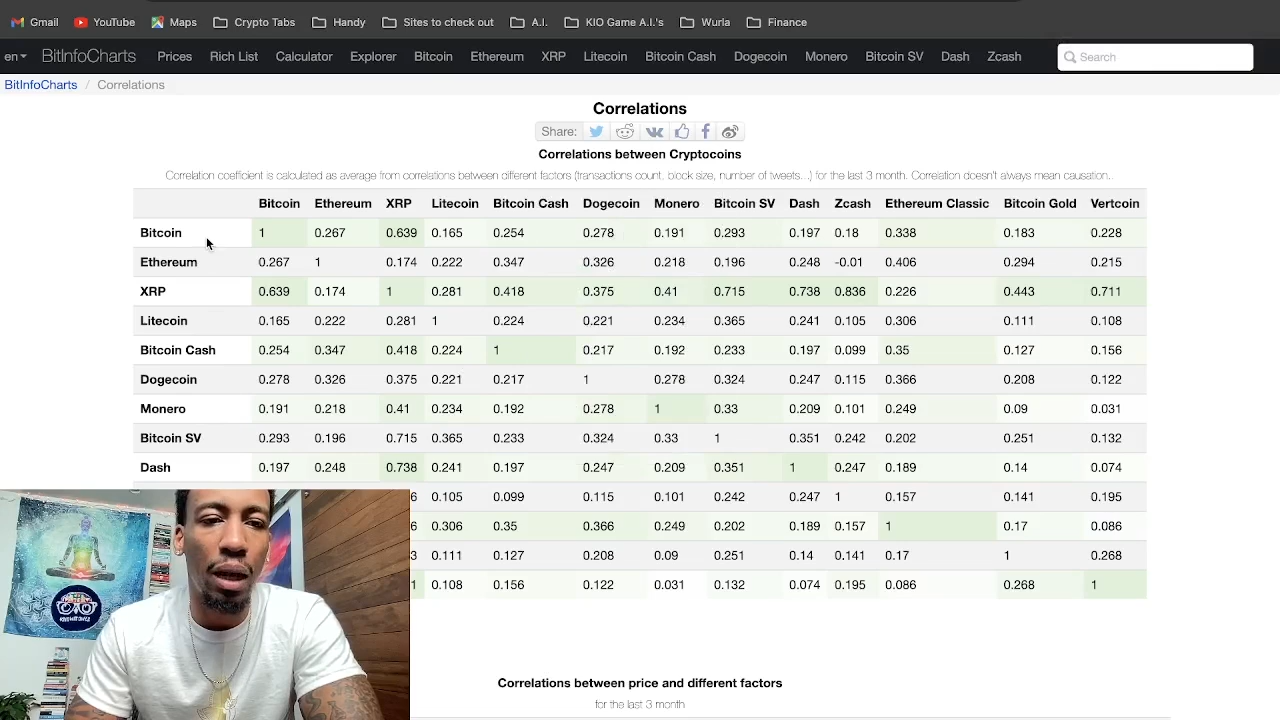 Gmail YouTube Maps Crypto Tabs Handy Sites to check out A.I. KIO Game A.I.'s Wurla Finance
en BitInfoCharts Prices Rich List Calculator Explorer Bitcoin Ethereum XRP Litecoin Bitcoin Cash Dogecoin Monero Bitcoin SV Dash Zcash Search
BitInfoCharts / Correlations
Correlations
Share:
Correlations between Cryptocoins
Correlation coefficient is calculated as average from correlations between different factors (transactions count, block size, number of tweets...) for the last 3 month. Correlation doesn't always mean causation..
Bitcoin Ethereum XRP Litecoin Bitcoin Cash Dogecoin Monero Bitcoin SV Dash Zcash Ethereum Classic Bitcoin Gold Vertcoin
Bitcoin 1 0.267 0.639 0.165 0.254 0.278 0.191 0.293 0.197 0.18 0.338 0.183 0.228
Ethereum 0.267 1 0.174 0.222 0.347 0.326 0.218 0.196 0.248 -0.01 0.406 0.294 0.215
XRP 0.639 0.174 1 0.281 0.418 0.375 0.41 0.715 0.738 0.836 0.226 0.443 0.711
Litecoin 0.165 0.222 0.281 1 0.224 0.221 0.234 0.365 0.241 0.105 0.306 0.111 0.108
Bitcoin Cash 0.254 0.347 0.418 0.224 1 0.217 0.192 0.233 0.197 0.099 0.35 0.127 0.156
Dogecoin 0.278 0.326 0.375 0.221 0.217 1 0.278 0.324 0.247 0.115 0.366 0.208 0.122
Monero 0.191 0.218 0.41 0.234 0.192 0.278 1 0.33 0.209 0.101 0.249 0.09 0.031
Bitcoin SV 0.293 0.196 0.715 0.365 0.233 0.324 0.33 1 0.351 0.242 0.202 0.251 0.132
Dash 0.197 0.248 0.738 0.241 0.197 0.247 0.209 0.351 1 0.247 0.189 0.14 0.074
6 0.105 0.099 0.115 0.101 0.242 0.247 1 0.157 0.141 0.195
6 0.306 0.35 0.366 0.249 0.202 0.189 0.157 1 0.17 0.086
3 0.111 0.127 0.208 0.09 0.251 0.14 0.141 0.17 1 0.268
1 0.108 0.156 0.122 0.031 0.132 0.074 0.195 0.086 0.268 1
Correlations between price and different factors
for the last 3 month